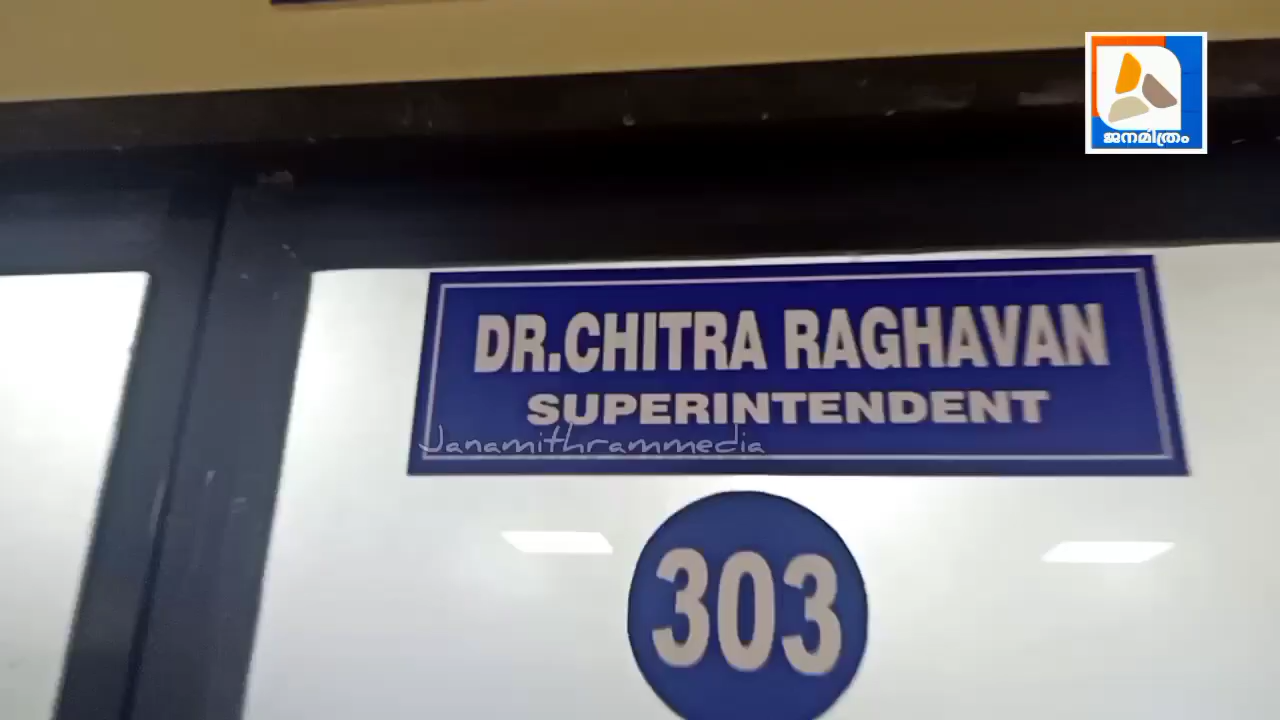 ജനമിത്രം
DR.CHITRA RAGHAVAN
SUPERINTENDENT
Janamithrammedia
303